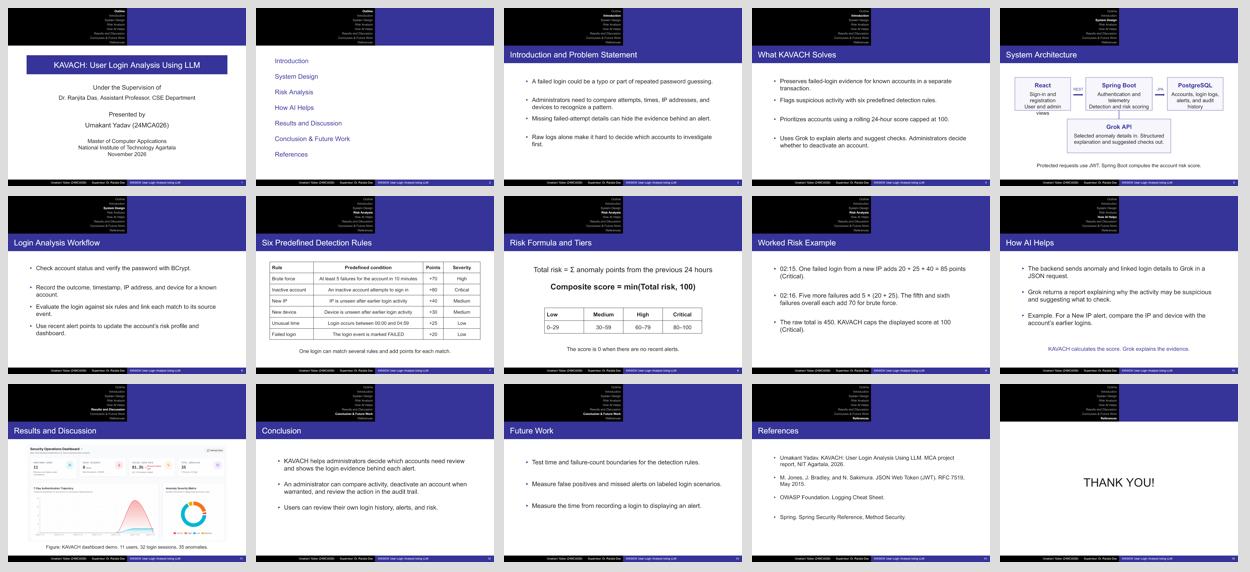 Outline
Introduction
System Design
Risk Analysis
How AI Helps
Results and Discussion
Conclusion & Future Work
References
KAVACH: User Login Analysis Using LLM
Under the Supervision of
Dr. Ranjita Das, Assistant Professor, CSE Department
Presented by
Umakant Yadav (24MCA026)
Master of Computer Applications
National Institute of Technology Agartala
November 2026
Introduction
System Design
Risk Analysis
How AI Helps
Results and Discussion
Conclusion & Future Work
References
Introduction and Problem Statement
• A failed login could be a typo or part of repeated password guessing.
• Administrators need to compare attempts, times, IP addresses, and
devices to recognize a pattern.
• Missing failed-attempt details can hide the evidence behind an alert.
• Raw logs alone make it hard to decide which accounts to investigate
first.
What KAVACH Solves
• Preserves failed-login evidence for known accounts in a separate
transaction.
• Flags suspicious activity with six predefined detection rules.
• Prioritizes accounts using a rolling 24-hour score capped at 100.
• Uses Grok to explain alerts and suggest checks. Administrators decide
whether to deactivate an account.
System Architecture
React
Sign-in and
registration
User and admin
views
REST
Spring Boot
Authentication and
telemetry
Detection and risk scoring
JPA
PostgreSQL
Accounts, login logs,
alerts, and audit
history
Grok API
Selected anomaly details in. Structured
explanation and suggested checks out.
Protected requests use JWT. Spring Boot computes the account risk score.
Login Analysis Workflow
• Check account status and verify the password with BCrypt.
• Record the outcome, timestamp, IP address, and device for a known
account.
• Evaluate the login against six rules and link each match to its source
event.
• Use recent alert points to update the account's risk profile and
dashboard.
Six Predefined Detection Rules
Rule Predefined condition Points Severity
Brute force At least 5 failures for the account in 10 minutes +70 High
Inactive account An inactive account attempts to sign in +80 Critical
New IP IP is unseen after earlier login activity +40 Medium
New device Device is unseen after earlier login activity +30 Medium
Unusual time Login occurs between 00:00 and 04:59 +25 Low
Failed login The login event is marked FAILED +20 Low
One login can match several rules and add points for each match.
Risk Formula and Tiers
Total risk = Σ anomaly points from the previous 24 hours
Composite score = min(Total risk, 100)
Low Medium High Critical
0–29 30–59 60–79 80–100
The score is 0 when there are no recent alerts.
Worked Risk Example
• 02:15. One failed login from a new IP adds 20 + 25 + 40 = 85 points
(Critical).
• 02:16. Five more failures add 5 × (20 + 25). The fifth and sixth
failures overall each add 70 for brute force.
• The raw total is 450. KAVACH caps the displayed score at 100
(Critical).
How AI Helps
• The backend sends anomaly and linked login details to Grok in a
JSON request.
• Grok returns a report explaining why the activity may be suspicious
and suggesting what to check.
• Example. For a New IP alert, compare the IP and device with the
account's earlier logins.
KAVACH calculates the score. Grok explains the evidence.
Results and Discussion
Security Operations Dashboard
7-Day Authentication Trajectory
Anomaly Severity Matrix
Figure: KAVACH dashboard demo. 11 users, 32 login sessions, 35 anomalies.
Conclusion
• KAVACH helps administrators decide which accounts need review
and shows the login evidence behind each alert.
• An administrator can compare activity, deactivate an account when
warranted, and review the action in the audit trail.
• Users can review their own login history, alerts, and risk.
Future Work
• Test time and failure-count boundaries for the detection rules.
• Measure false positives and missed alerts on labeled login scenarios.
• Measure the time from recording a login to displaying an alert.
References
• Umakant Yadav. KAVACH: User Login Analysis Using LLM. MCA project
report, NIT Agartala, 2026.
• M. Jones, J. Bradley, and N. Sakimura. JSON Web Token (JWT). RFC 7519,
May 2015.
• OWASP Foundation. Logging Cheat Sheet.
• Spring. Spring Security Reference, Method Security.
THANK YOU!